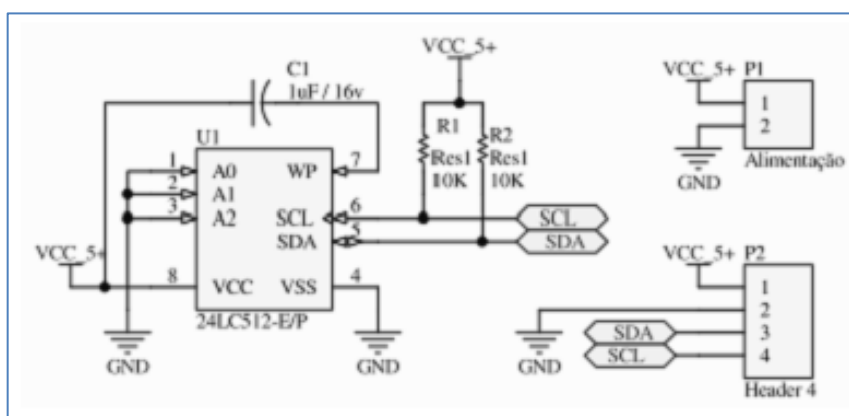 VCC_5+
C1
1uF / 16v
U1
1
A0
2
A1
3
A2
WP
7
SCL
6
SDA
5
VCC_5+
8
VCC
VSS
4
24LC512-E/P
GND
GND
R1
Res1
10K
R2
Res1
10K
SCL
SDA
VCC_5+
P1
1
2
GND
Alimentação
VCC_5+
P2
1
2
3
4
SDA
SCL
GND
Header 4